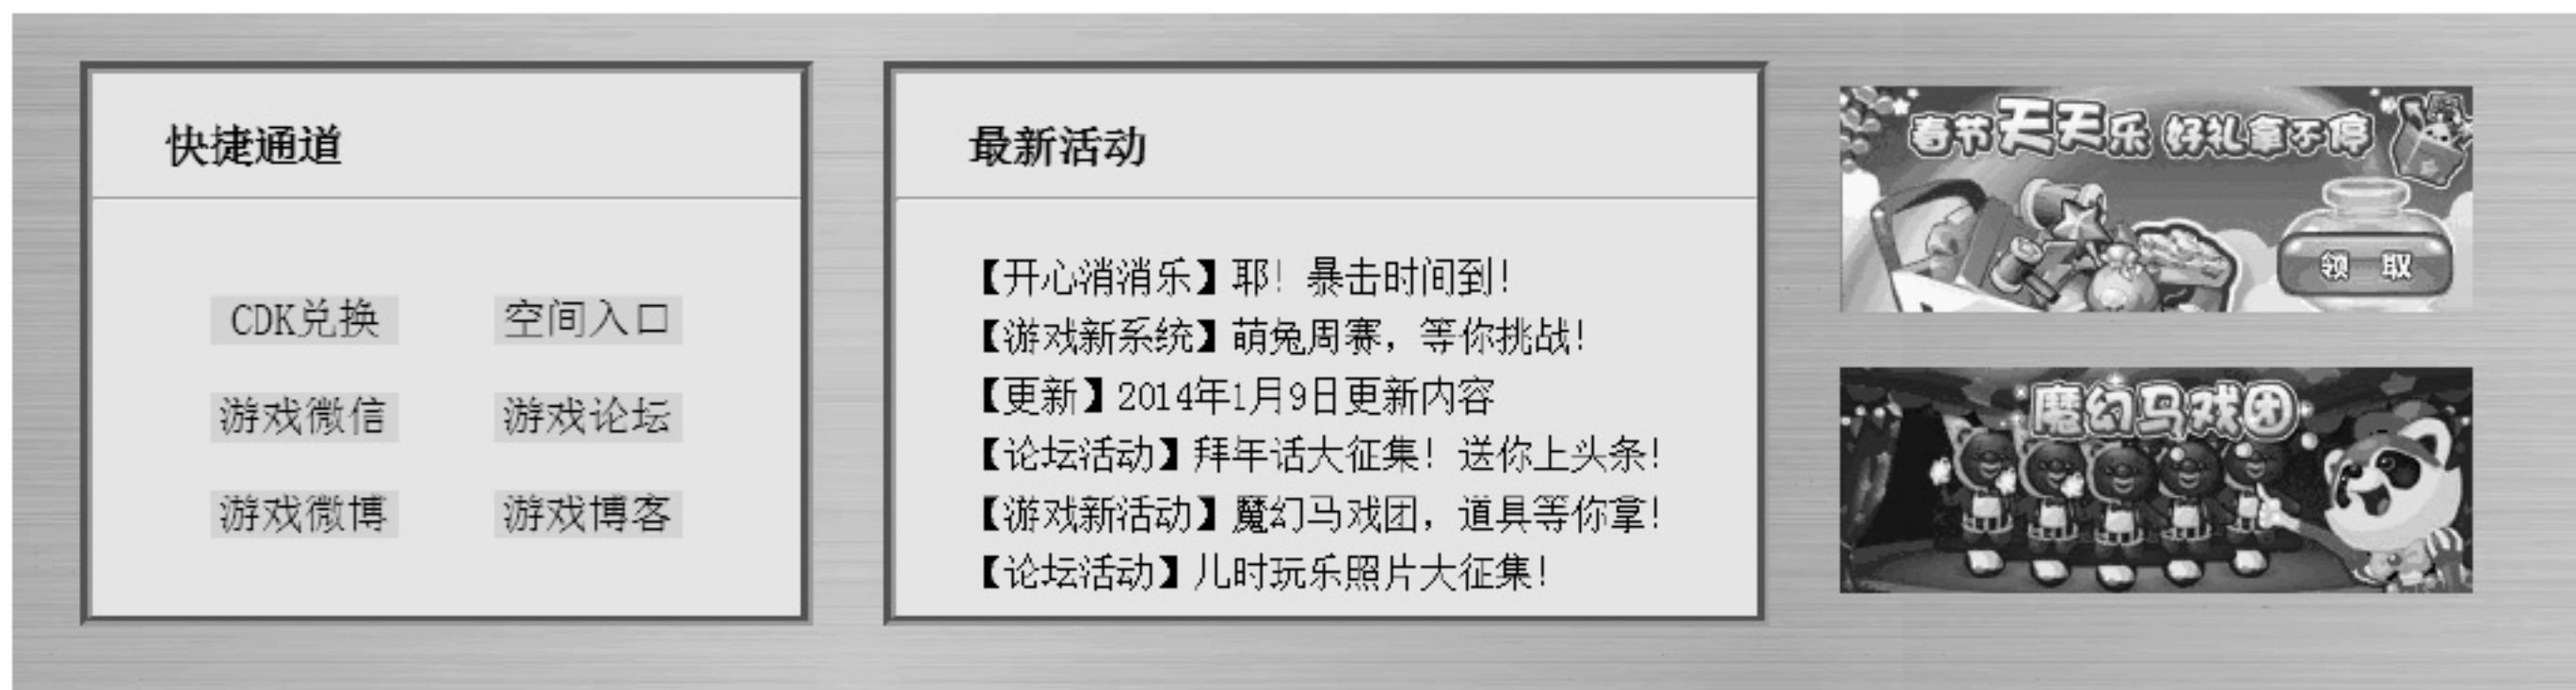 快捷通道
CDK兑换 空间入口
游戏微信 游戏论坛
游戏微博 游戏博客
最新活动
【开心消消乐】耶！暴击时间到！
【游戏新系统】萌兔周赛，等你挑战！
【更新】2014年1月9日更新内容
【论坛活动】拜年话大征集！送你上头条！
【游戏新活动】魔幻马戏团，道具等你拿！
【论坛活动】儿时玩乐照片大征集！
春节天天乐 好礼拿不停
领 取
魔幻马戏团